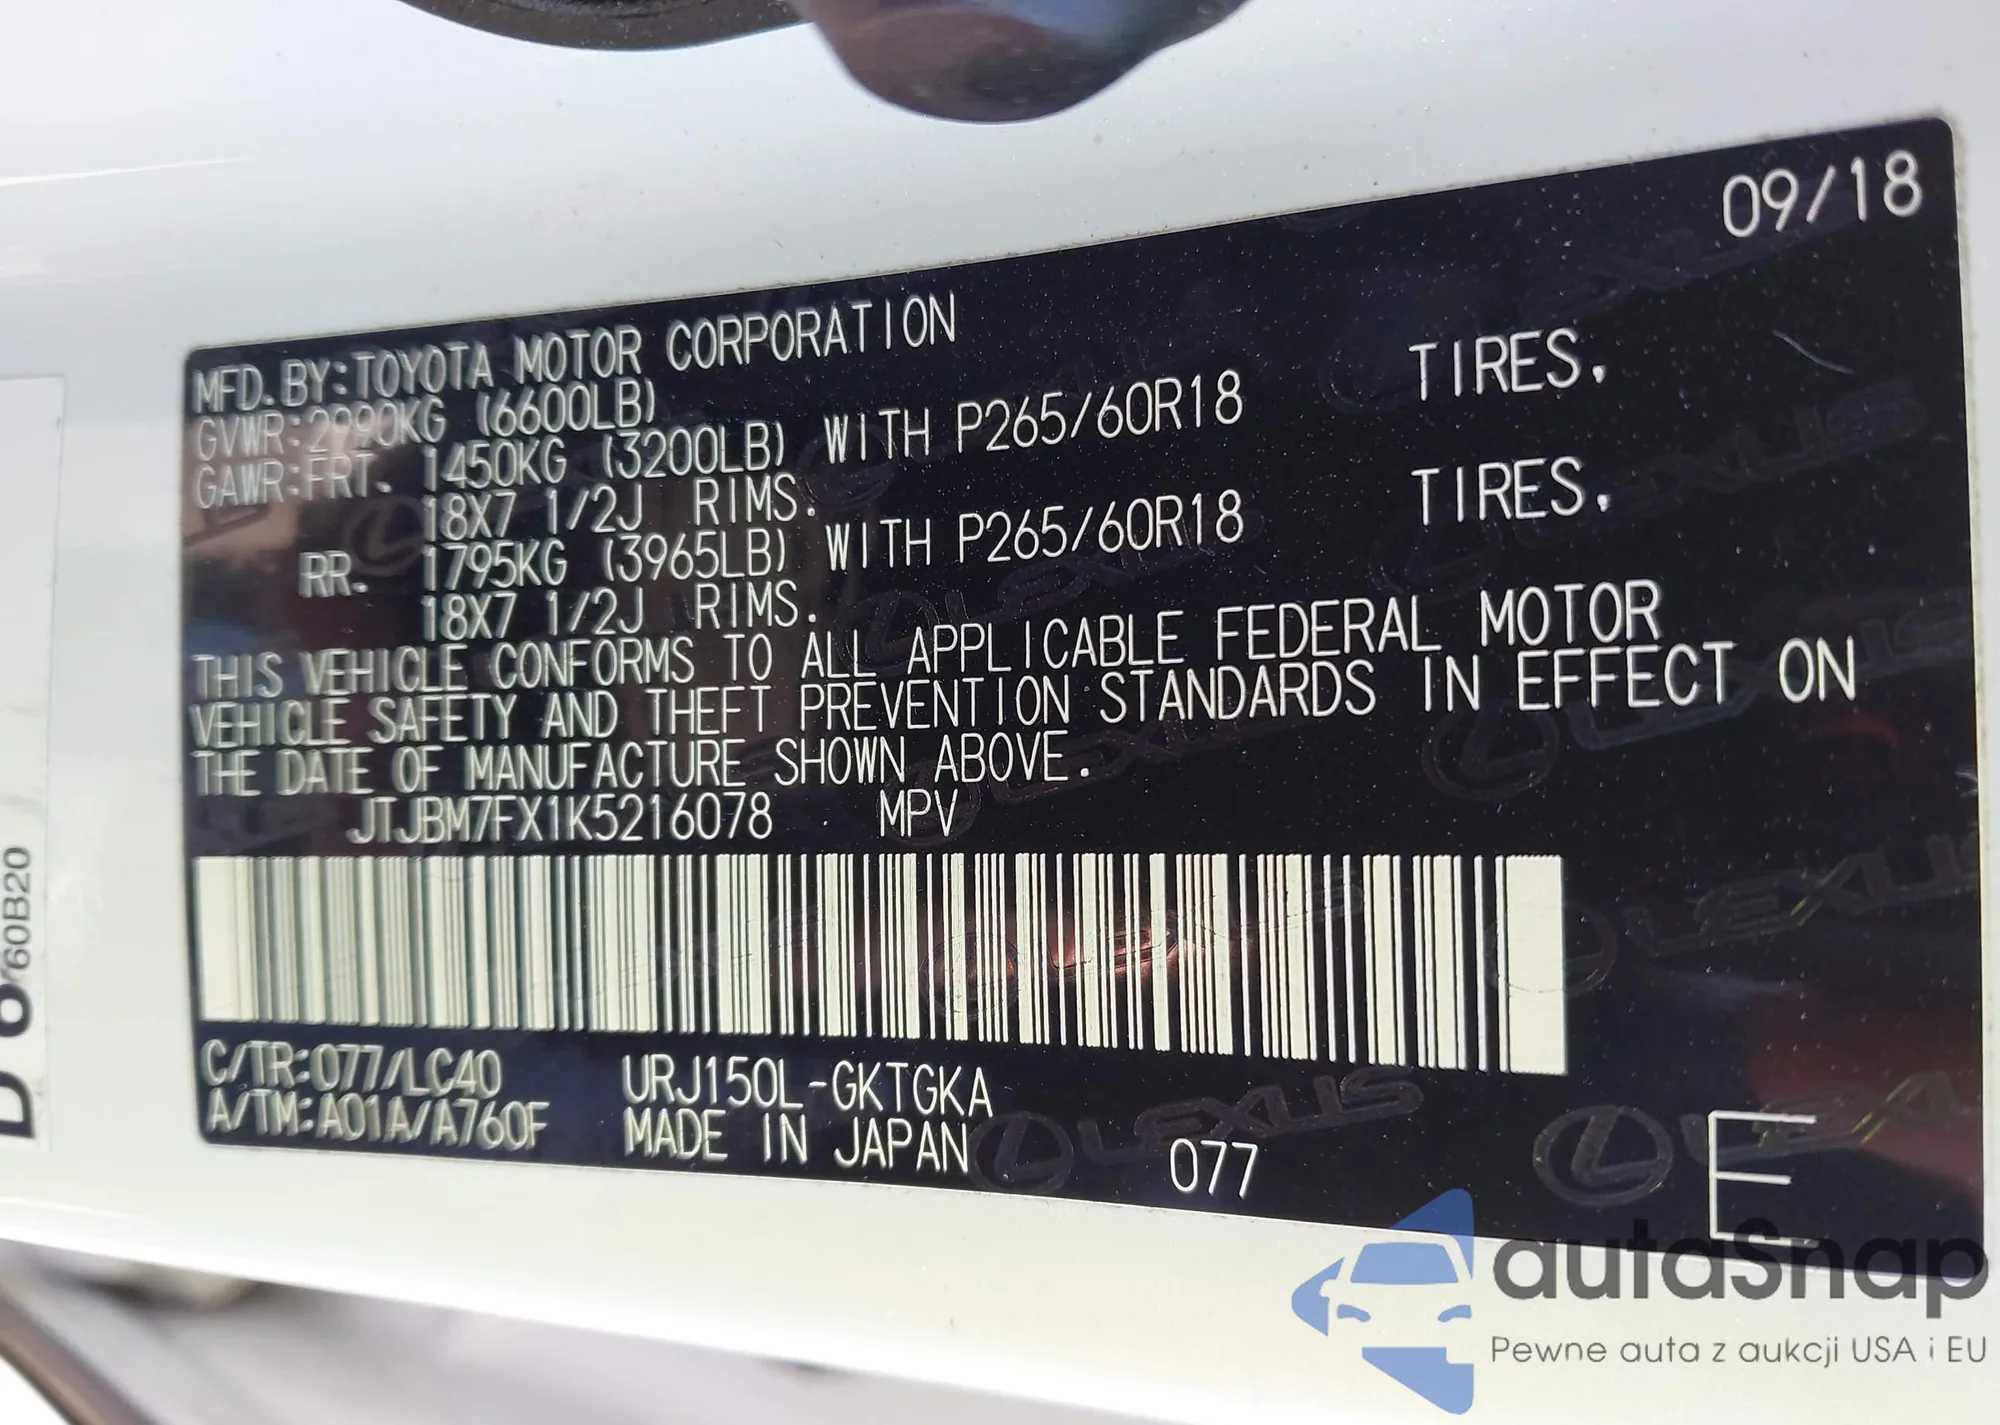 09/18
MFD.BY:TOYOTA MOTOR CORPORATION
GVWR:2990KG (6600LB)
GAWR:FRT. 1450KG (3200LB) WITH P265/60R18 TIRES.
18X7 1/2J RIMS.
RR. 1795KG (3965LB) WITH P265/60R18 TIRES.
18X7 1/2J RIMS.
THIS VEHICLE CONFORMS TO ALL APPLICABLE FEDERAL MOTOR
VEHICLE SAFETY AND THEFT PREVENTION STANDARDS IN EFFECT ON
THE DATE OF MANUFACTURE SHOWN ABOVE.
JTJBM7FX1K5216078 MPV
C/TR:077/LC40 URJ150L-GKTGKA
A/TM:A01A/A760F MADE IN JAPAN 077 E
LEXUS
60B20
autaSnap
Pewne auta z aukcji USA i EU